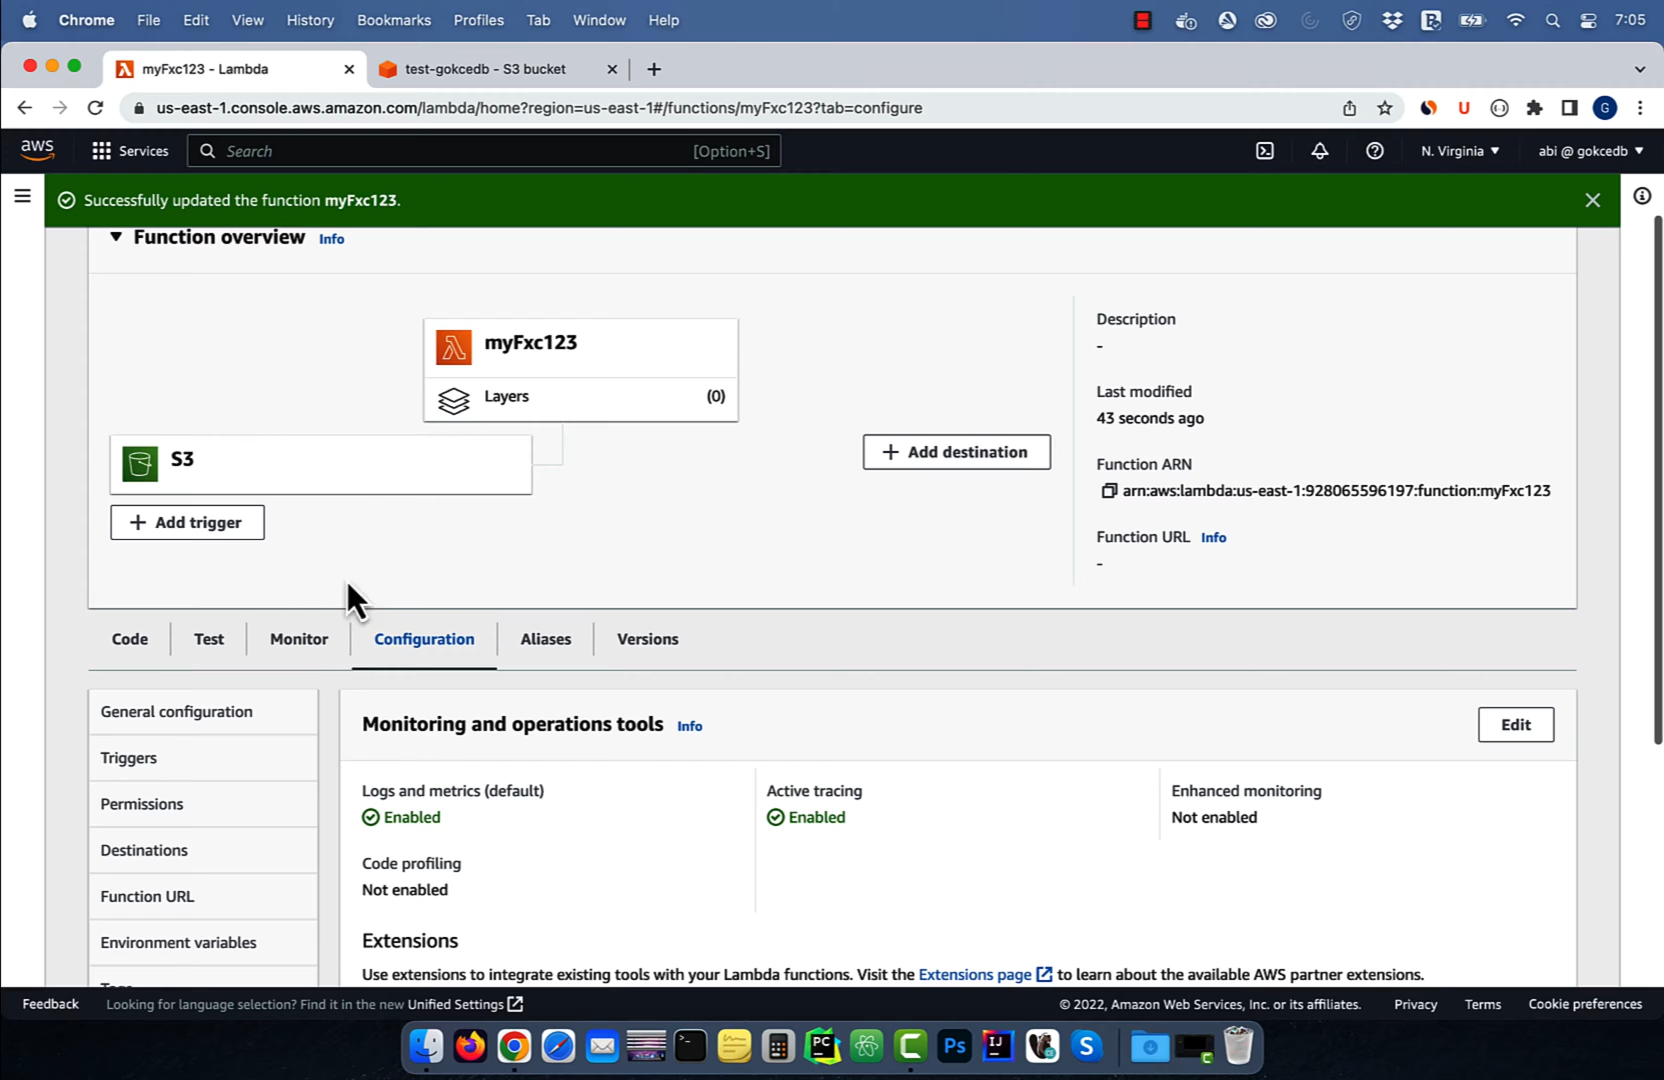 Chrome File Edit View History Bookmarks Profiles Tab Window Help 7:05
myFxc123 - Lambda test-gokcedb - S3 bucket
us-east-1.console.aws.amazon.com/lambda/home?region=us-east-1#/functions/myFxc123?tab=configure U G
aws Services Search [Option+S] N. Virginia abi @ gokcedb
Successfully updated the function myFxc123.
Function overview Info
myFxc123
Layers (0)
S3
Add trigger
Add destination
Description
-
Last modified
43 seconds ago
Function ARN
arn:aws:lambda:us-east-1:928065596197:function:myFxc123
Function URL Info
-
Code Test Monitor Configuration Aliases Versions
General configuration
Triggers
Permissions
Destinations
Function URL
Environment variables
Tags
Monitoring and operations tools Info Edit
Logs and metrics (default)
Enabled
Active tracing
Enabled
Enhanced monitoring
Not enabled
Code profiling
Not enabled
Extensions
Use extensions to integrate existing tools with your Lambda functions. Visit the Extensions page to learn about the available AWS partner extensions.
Feedback Looking for language selection? Find it in the new Unified Settings © 2022, Amazon Web Services, Inc. or its affiliates. Privacy Terms Cookie preferences
PC C Ps IJ S